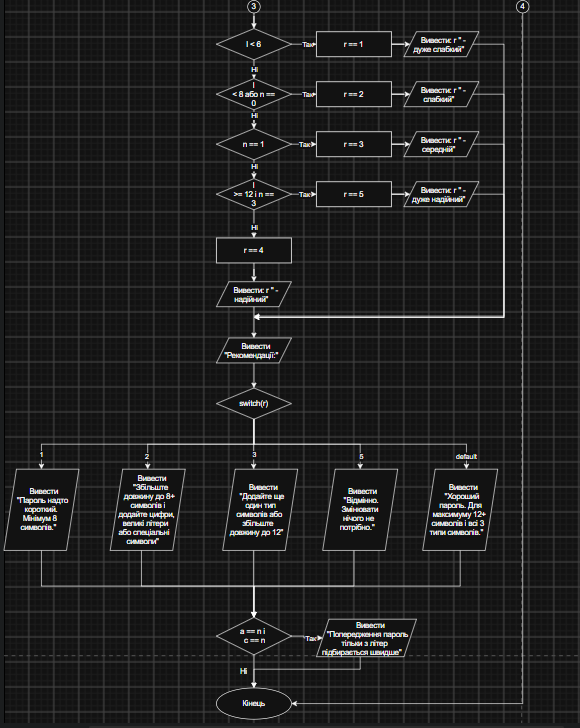 3
4
l < 6
Так
r == 1
Вивести: r " -
дуже слабкий"
Ні
l
< 8 або n ==
0
Так
r == 2
Вивести: r " -
слабкий"
Ні
n == 1
Так
r == 3
Вивести: r " -
середній"
Ні
l
>= 12 і n ==
3
Так
r == 5
Вивести: r " -
дуже надійний"
Ні
r == 4
Вивести: r " -
надійний"
Вивести
"Рекомендації:"
switch(r)
1
2
3
5
default
Вивести
"Пароль надто
короткий.
Мінімум 8
символів."
Вивести
"Збільште
довжину до 8+
символів і
додайте цифри,
великі літери
або спеціальні
символи"
Вивести
"Додайте ще
один тип
символів або
збільште
довжину до 12"
Вивести
"Відмінно.
Змінювати
нічого не
потрібно."
Вивести
"Хороший
пароль. Для
максимуму 12+
символів і всі 3
типи символів."
a == n і
c == n
Так
Вивести
"Попередження пароль
тільки з літер
підбирається швидше"
Ні
Кінець